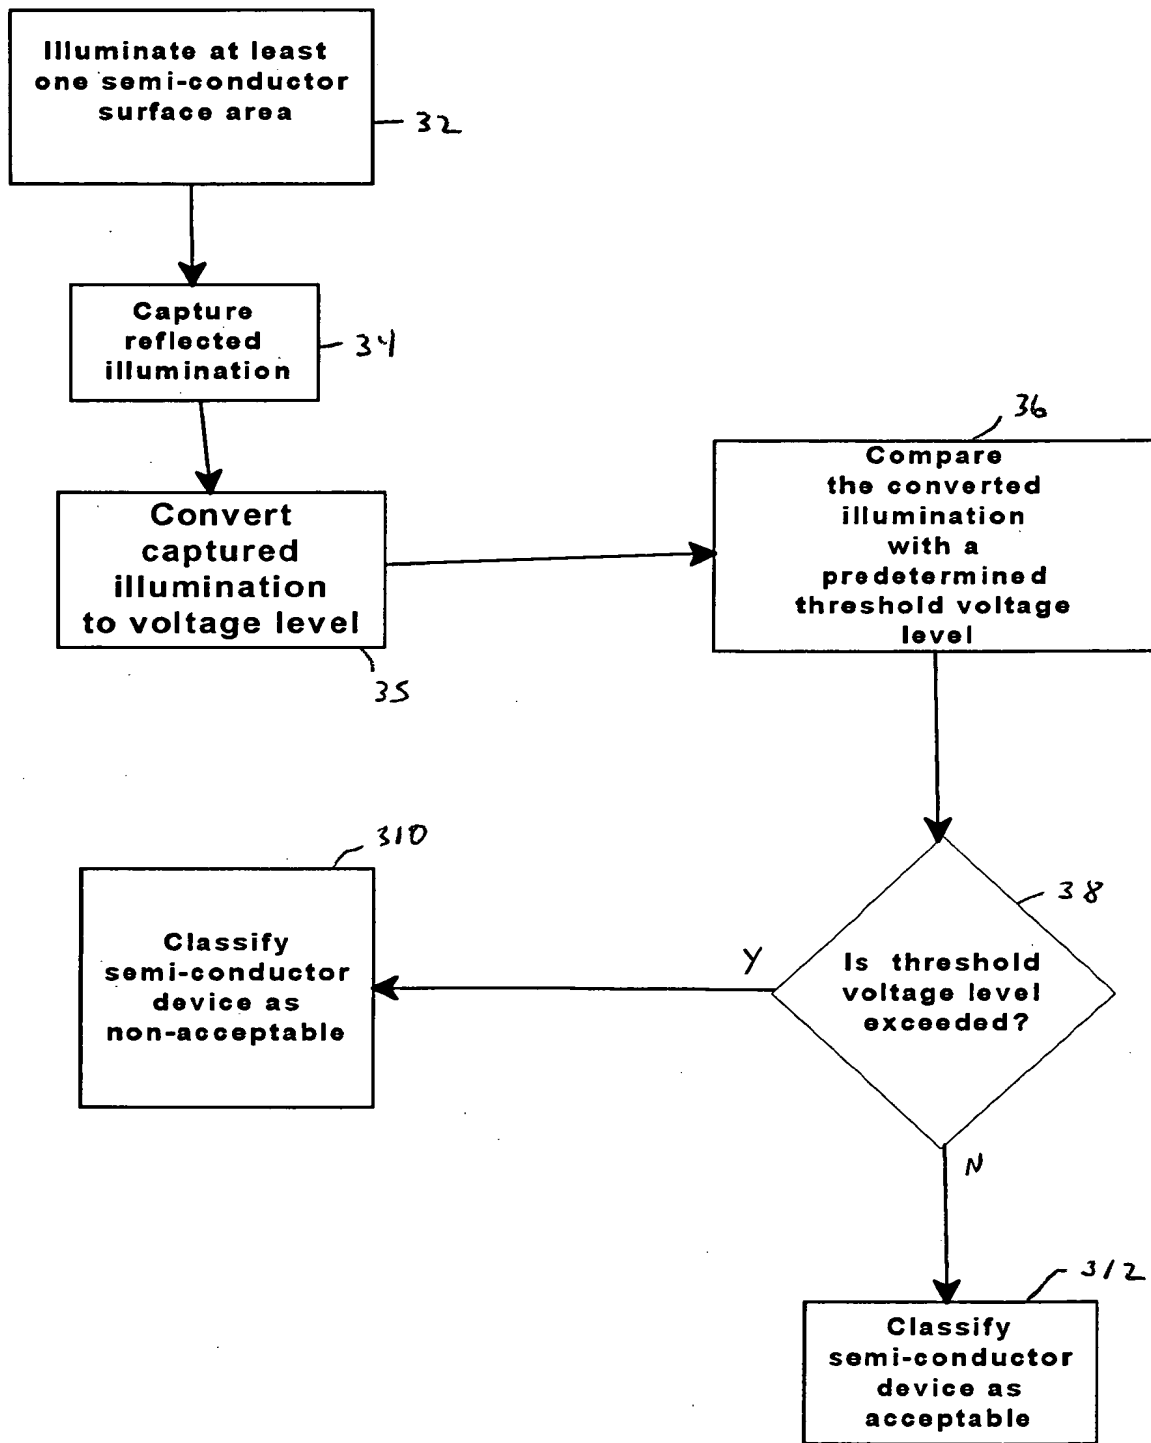 Illuminate at least
one semi-conductor
surface area
32
Capture
reflected
illumination
34
Convert
captured
illumination
to voltage level
35
36
Compare
the converted
illumination
with a
predetermined
threshold voltage
level
38
Is threshold
voltage level
exceeded?
Y
310
Classify
semi-conductor
device as
non-acceptable
N
312
Classify
semi-conductor
device as
acceptable